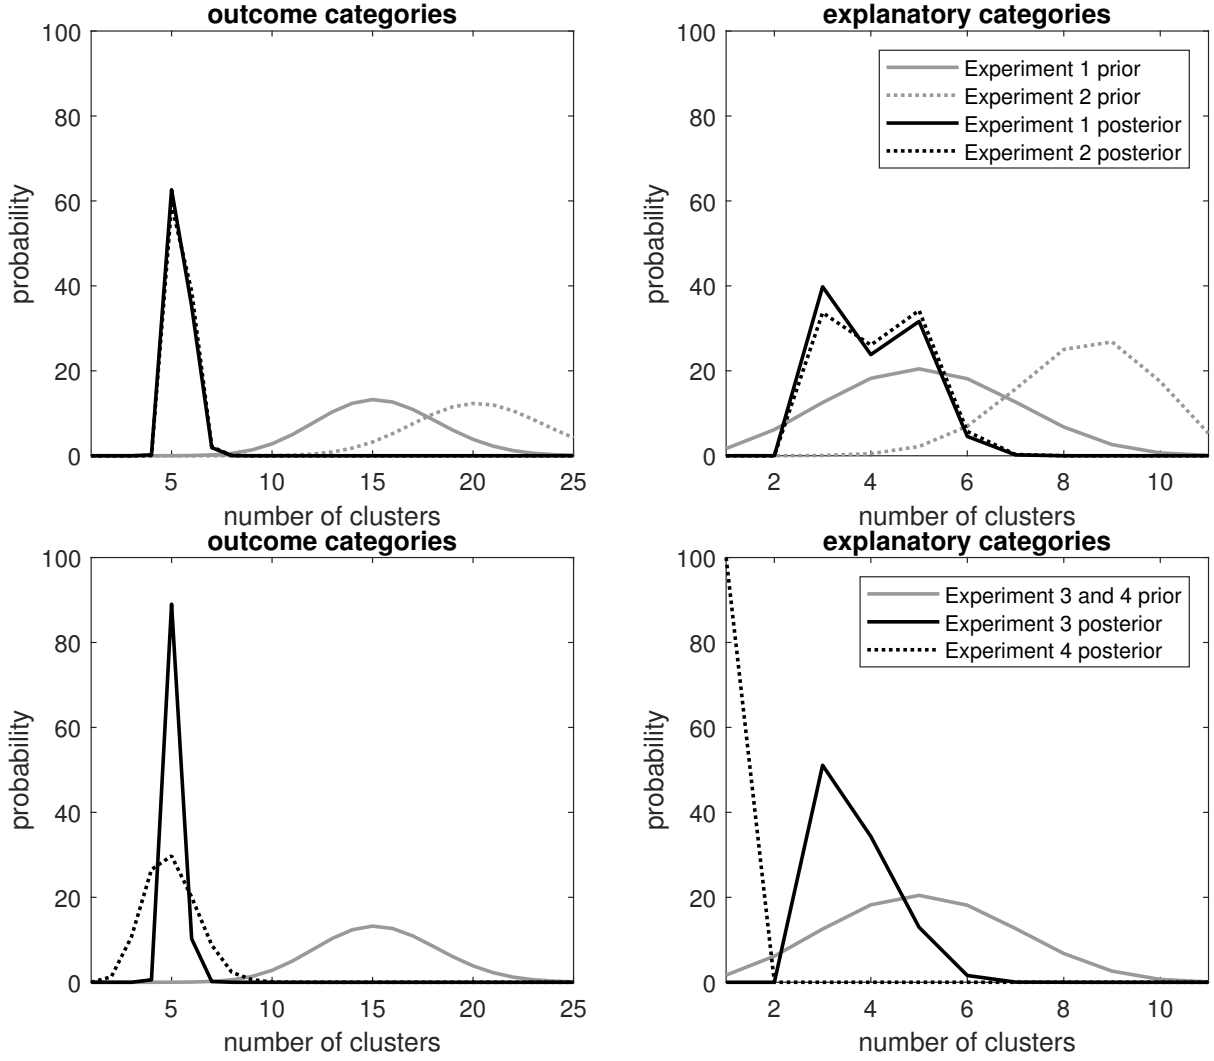 outcome categories
100
80
60
40
20
0
probability
5
10
15
20
25
number of clusters
explanatory categories
100
80
60
40
20
0
probability
Experiment 1 prior
Experiment 2 prior
Experiment 1 posterior
Experiment 2 posterior
2
4
6
8
10
number of clusters
outcome categories
100
80
60
40
20
0
probability
5
10
15
20
25
number of clusters
explanatory categories
100
80
60
40
20
0
probability
Experiment 3 and 4 prior
Experiment 3 posterior
Experiment 4 posterior
2
4
6
8
10
number of clusters